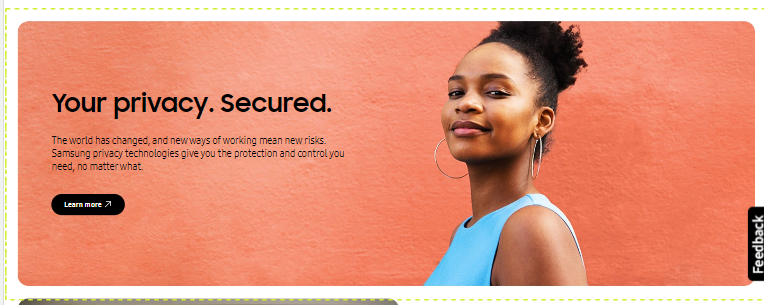 Your privacy. Secured.
The world has changed, and new ways of working mean new risks.
Samsung privacy technologies give you the protection and control you
need, no matter what.
Learn more
Feedback